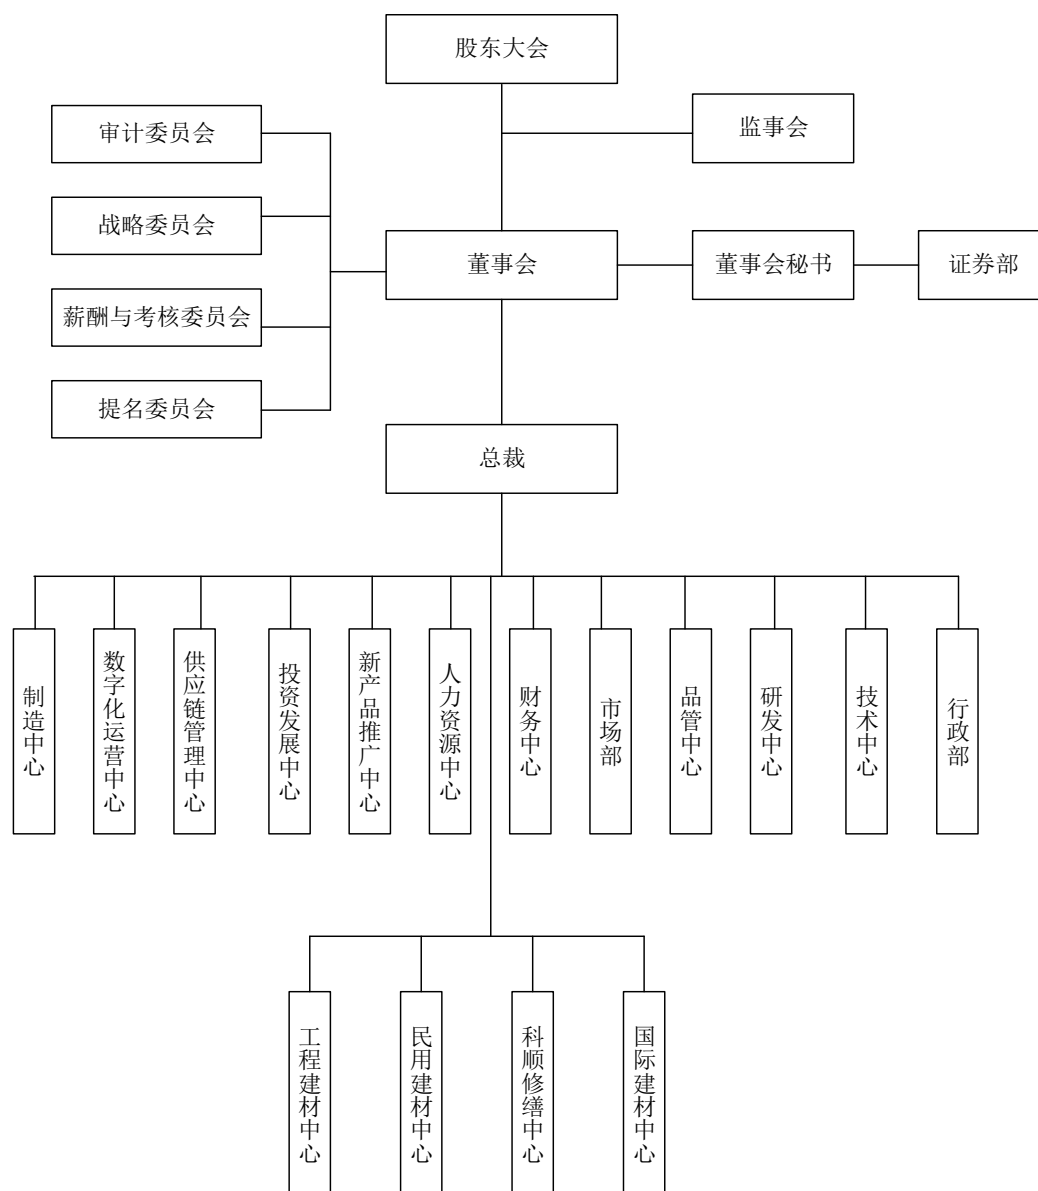 股东大会
审计委员会
监事会
战略委员会
董事会
董事会秘书
证券部
薪酬与考核委员会
提名委员会
总裁
制造中心
数字化运营中心
供应链管理中心
投资发展中心
新产品推广中心
人力资源中心
财务中心
市场部
品管中心
研发中心
技术中心
行政部
工程建材中心
民用建材中心
科顺修缮中心
国际建材中心